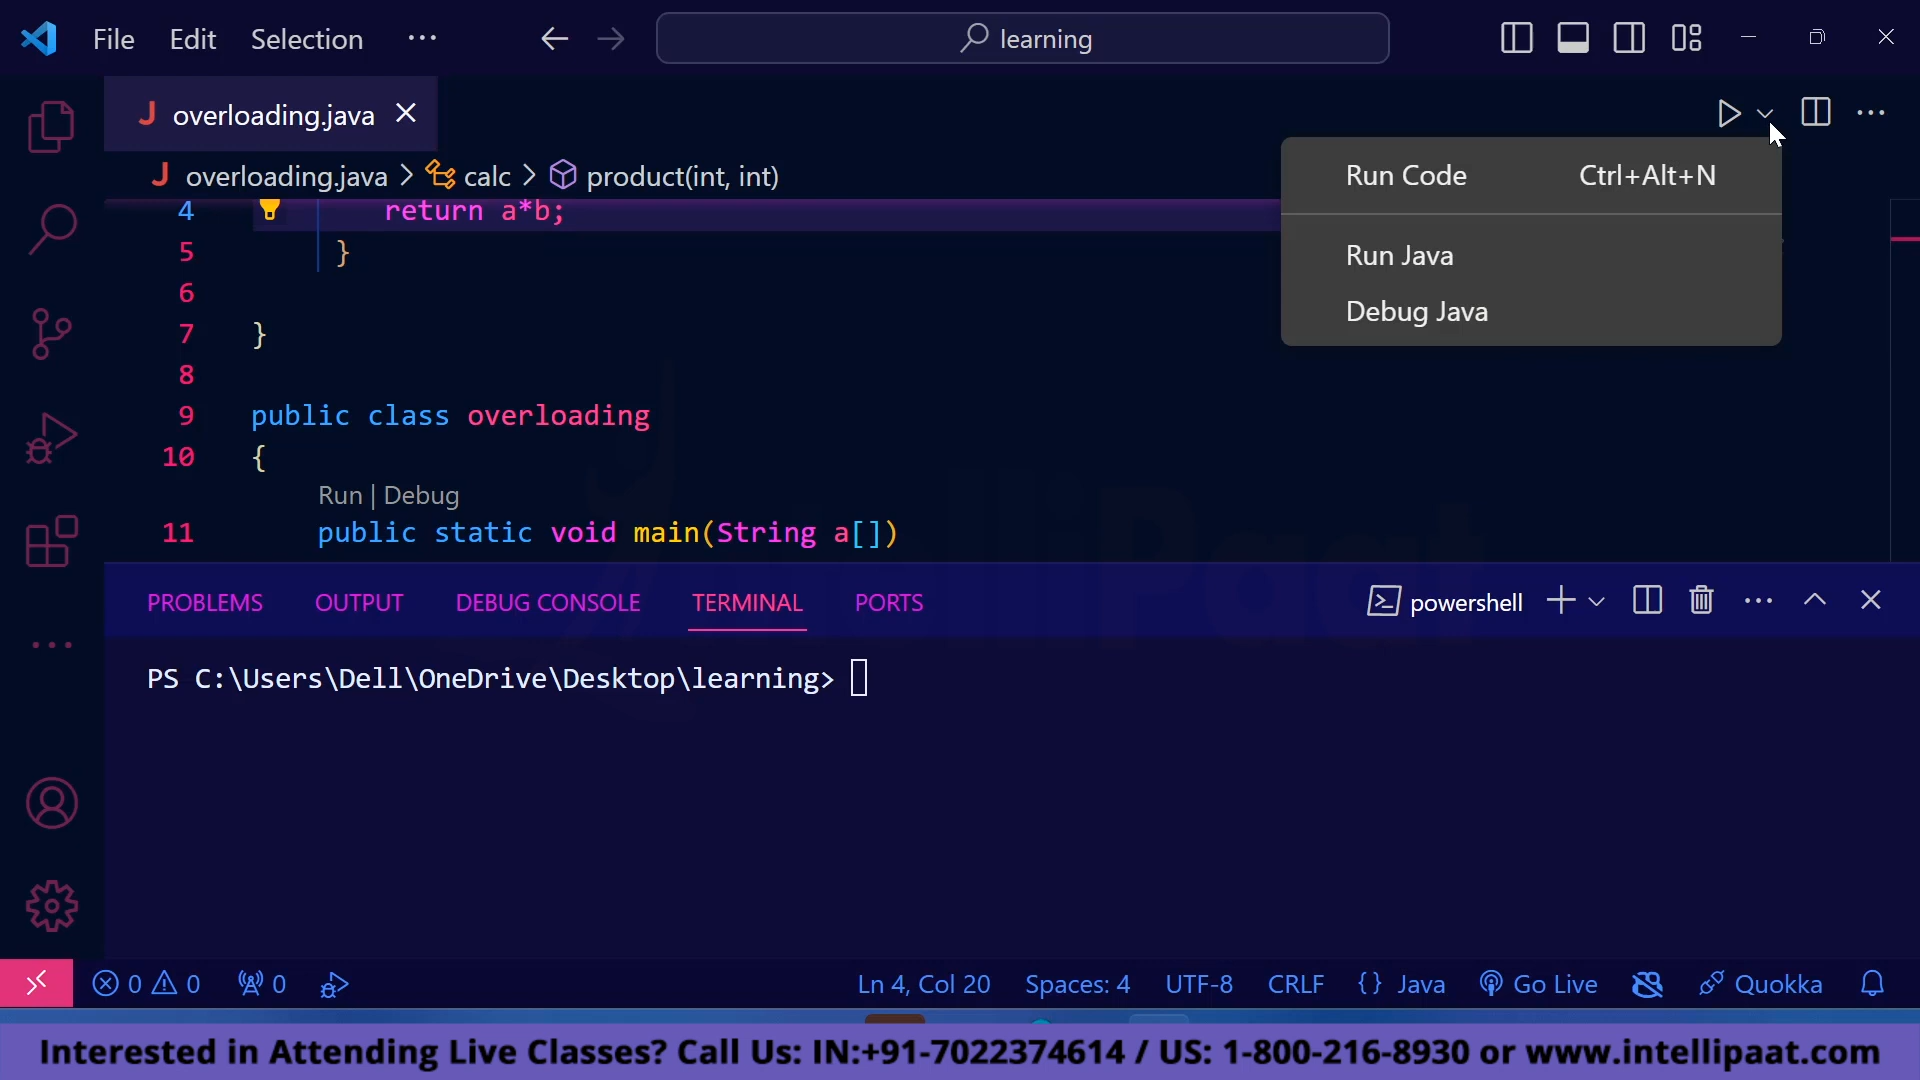 File Edit Selection ··· learning
J overloading.java
J overloading.java > calc > product(int, int)
Run Code Ctrl+Alt+N
Run Java
Debug Java
4 return a*b;
5 }
6
7 }
8
9 public class overloading
10 {
Run | Debug
11 public static void main(String a[])
PROBLEMS OUTPUT DEBUG CONSOLE TERMINAL PORTS powershell
PS C:\Users\Dell\OneDrive\Desktop\learning>
0 0 0 Ln 4, Col 20 Spaces: 4 UTF-8 CRLF {} Java Go Live Quokka
Interested in Attending Live Classes? Call Us: IN:+91-7022374614 / US: 1-800-216-8930 or www.intellipaat.com
IntelliPaat